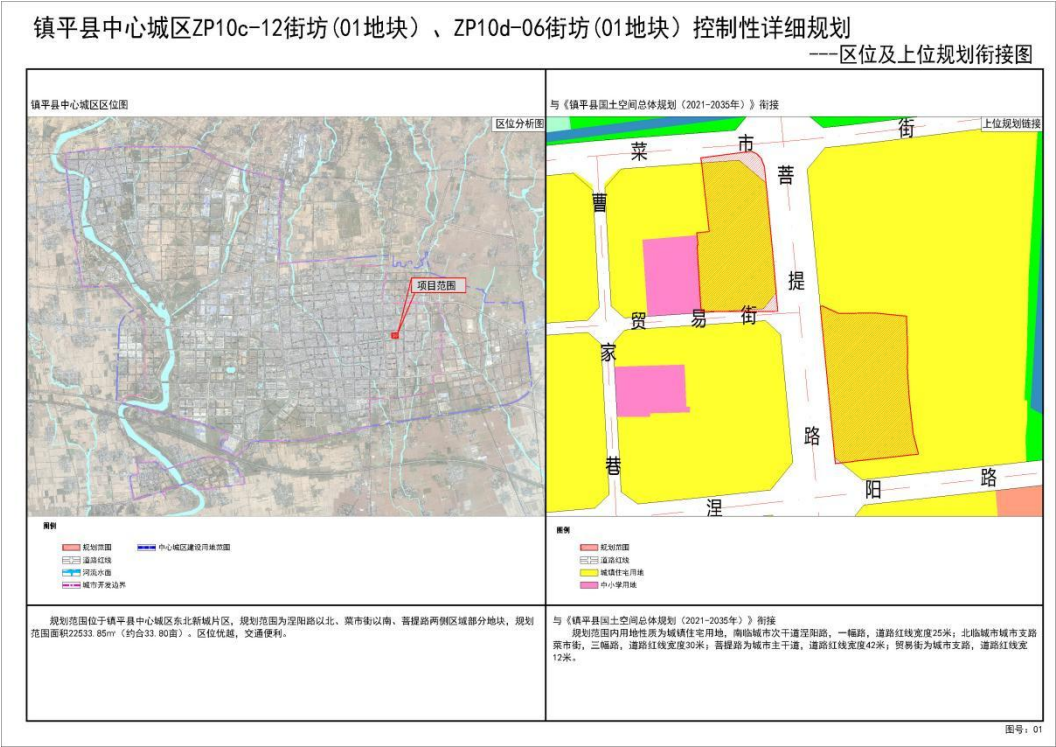 镇平县中心城区ZP10c-12街坊(01地块）、ZP10d-06街坊(01地块）控制性详细规划
---区位及上位规划衔接图
镇平县中心城区区位图
与《镇平县国土空间总体规划（2021-2035年）》衔接
区位分析图
上位规划链接
项目范围
菜
市
街
菩
曹
提
贸
易
街
家
路
巷
涅
阳
路
图例
规划范围
中心城区建设用地范围
道路红线
河流水面
城市开发边界
图例
规划范围
道路红线
城镇住宅用地
中小学用地
规划范围位于镇平县中心城区东北新城片区，规划范围为涅阳路以北、菜市街以南、菩提路两侧区域部分地块，规划
范围面积22533.85㎡（约合33.80亩）。区位优越，交通便利。
与《镇平县国土空间总体规划（2021-2035年）》衔接
规划范围内用地性质为城镇住宅用地，南临城市次干道涅阳路，一幅路，道路红线宽度25米；北临城市城市支路
菜市街，三幅路，道路红线宽度30米；菩提路为城市主干道，道路红线宽度42米；贸易街为城市支路，道路红线宽
12米。
图号：01